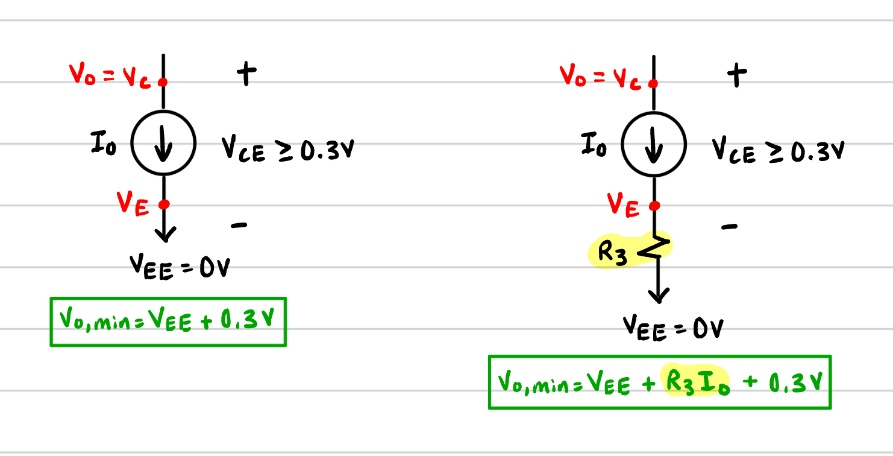 Vo = Vc
+
Io
VCE ≥ 0.3V
VE
-
VEE = 0V
Vo,min = VEE + 0.3V
Vo = Vc
+
Io
VCE ≥ 0.3V
VE
-
R3
VEE = 0V
Vo,min = VEE + R3Io + 0.3V